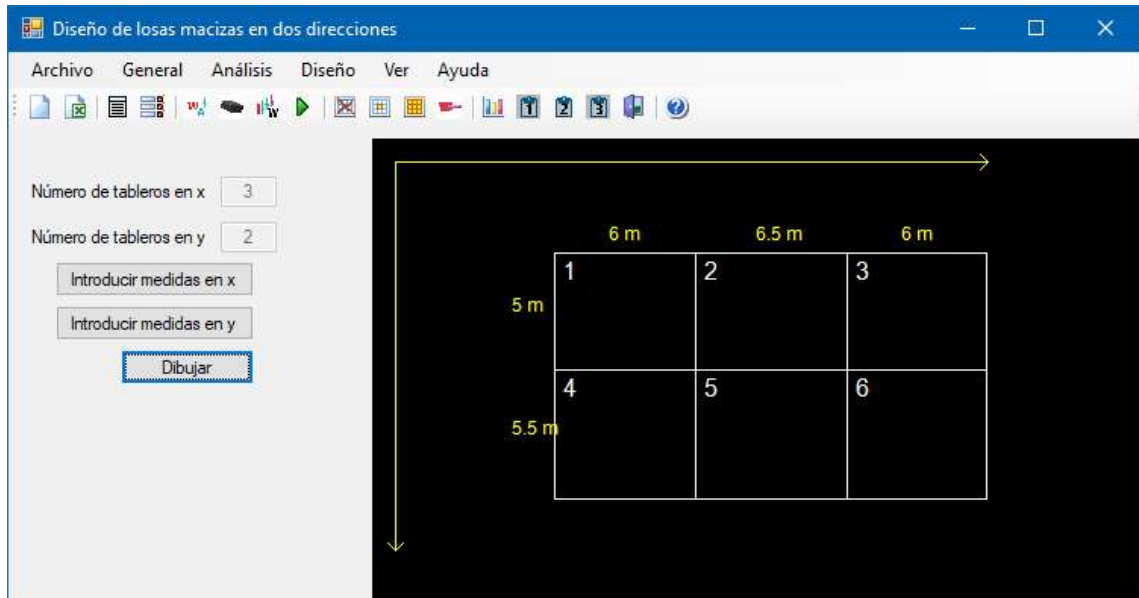 Diseño de losas macizas en dos direcciones
Archivo General Análisis Diseño Ver Ayuda
Número de tableros en x 3
Número de tableros en y 2
Introducir medidas en x
Introducir medidas en y
Dibujar
6 m 6.5 m 6 m
1 2 3
5 m
4 5 6
5.5 m